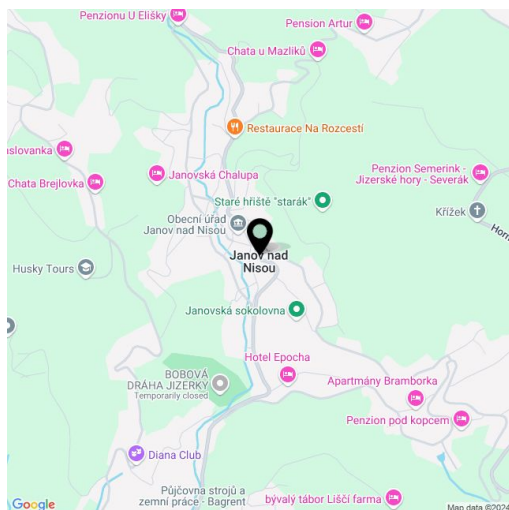 Penzionu U Elišky
Pension Artur
Chata u Mazlíků
Restaurace Na Rozcestí
aslovanka
Chata Brejlovka
Janovská Chalupa
Penzion Semerink -
Jizerské hory - Severák
Staré hřiště "starák"
Křížek
Obecní úřad
Janov nad Nisou
Horn
Janov nad
Nisou
Husky Tours
Janovská sokolovna
Hotel Epocha
BOBOVÁ
DRÁHA JIZERKY
Temporarily closed
Apartmány Bramborka
Penzion pod kopcem
Diana Club
Půjčovna strojů a
zemní práce - Bagrent
bývalý tábor Liščí farma
Google
Map data ©2024